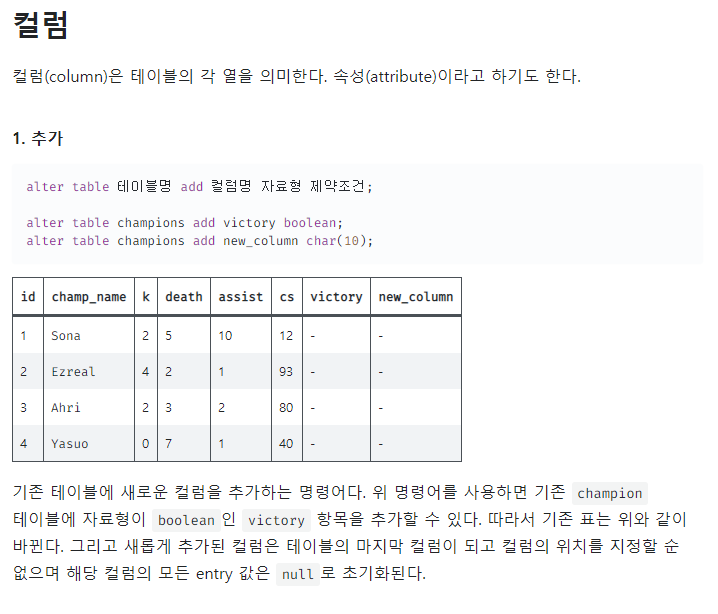 컬럼
컬럼(column)은 테이블의 각 열을 의미한다. 속성(attribute)이라고 하기도 한다.
1. 추가
alter table 테이블명 add 컬럼명 자료형 제약조건;
alter table champions add victory boolean;
alter table champions add new_column char(10);
id champ_name k death assist cs victory new_column
1 Sona 2 5 10 12 - -
2 Ezreal 4 2 1 93 - -
3 Ahri 2 3 2 80 - -
4 Yasuo 0 7 1 40 - -
기존 테이블에 새로운 컬럼을 추가하는 명령어다. 위 명령어를 사용하면 기존 champion
테이블에 자료형이 boolean 인 victory 항목을 추가할 수 있다. 따라서 기존 표는 위와 같이
바뀐다. 그리고 새롭게 추가된 컬럼은 테이블의 마지막 컬럼이 되고 컬럼의 위치를 지정할 순
없으며 해당 컬럼의 모든 entry 값은 null 로 초기화된다.